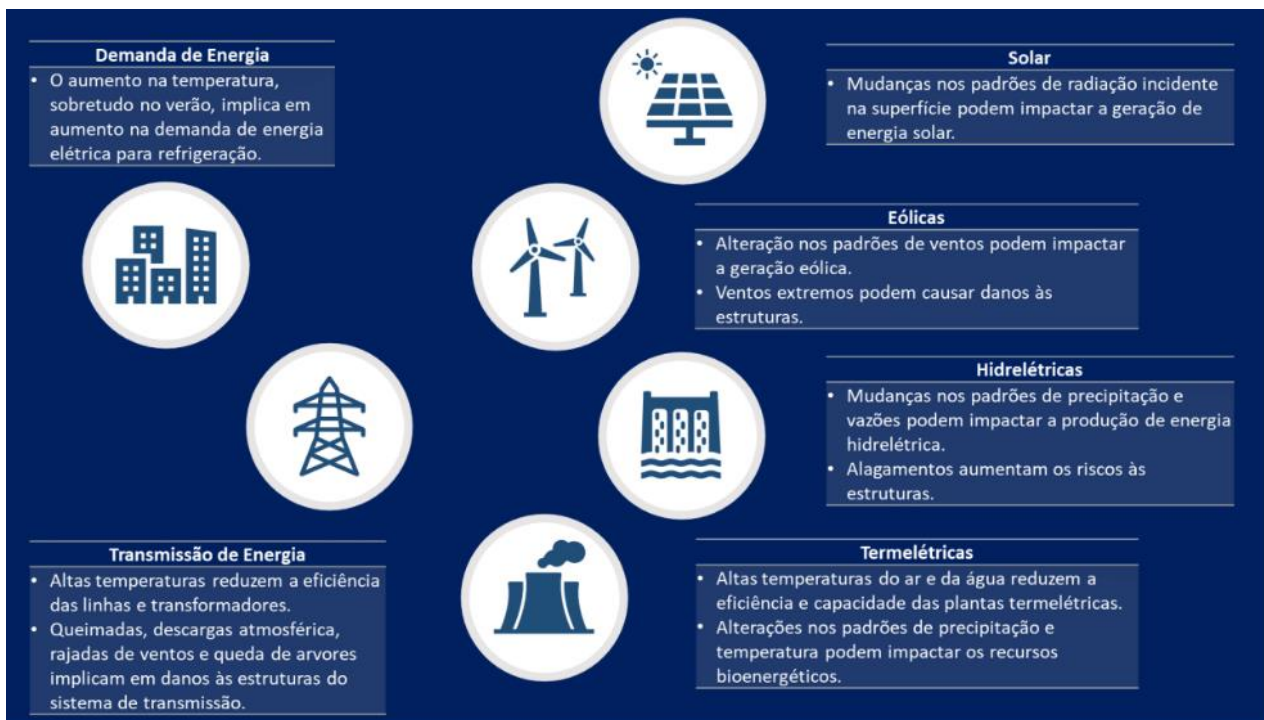 Demanda de Energia
• O aumento na temperatura,
sobretudo no verão, implica em
aumento na demanda de energia
elétrica para refrigeração.
Solar
• Mudanças nos padrões de radiação incidente
na superfície podem impactar a geração de
energia solar.
Eólicas
• Alteração nos padrões de ventos podem impactar
a geração eólica.
• Ventos extremos podem causar danos às
estruturas.
Hidrelétricas
• Mudanças nos padrões de precipitação e
vazões podem impactar a produção de energia
hidrelétrica.
• Alagamentos aumentam os riscos às
estruturas.
Transmissão de Energia
• Altas temperaturas reduzem a eficiência
das linhas e transformadores.
• Queimadas, descargas atmosférica,
rajadas de ventos e queda de arvores
implicam em danos às estruturas do
sistema de transmissão.
Termelétricas
• Altas temperaturas do ar e da água reduzem a
eficiência e capacidade das plantas termelétricas.
• Alterações nos padrões de precipitação e
temperatura podem impactar os recursos
bioenergéticos.